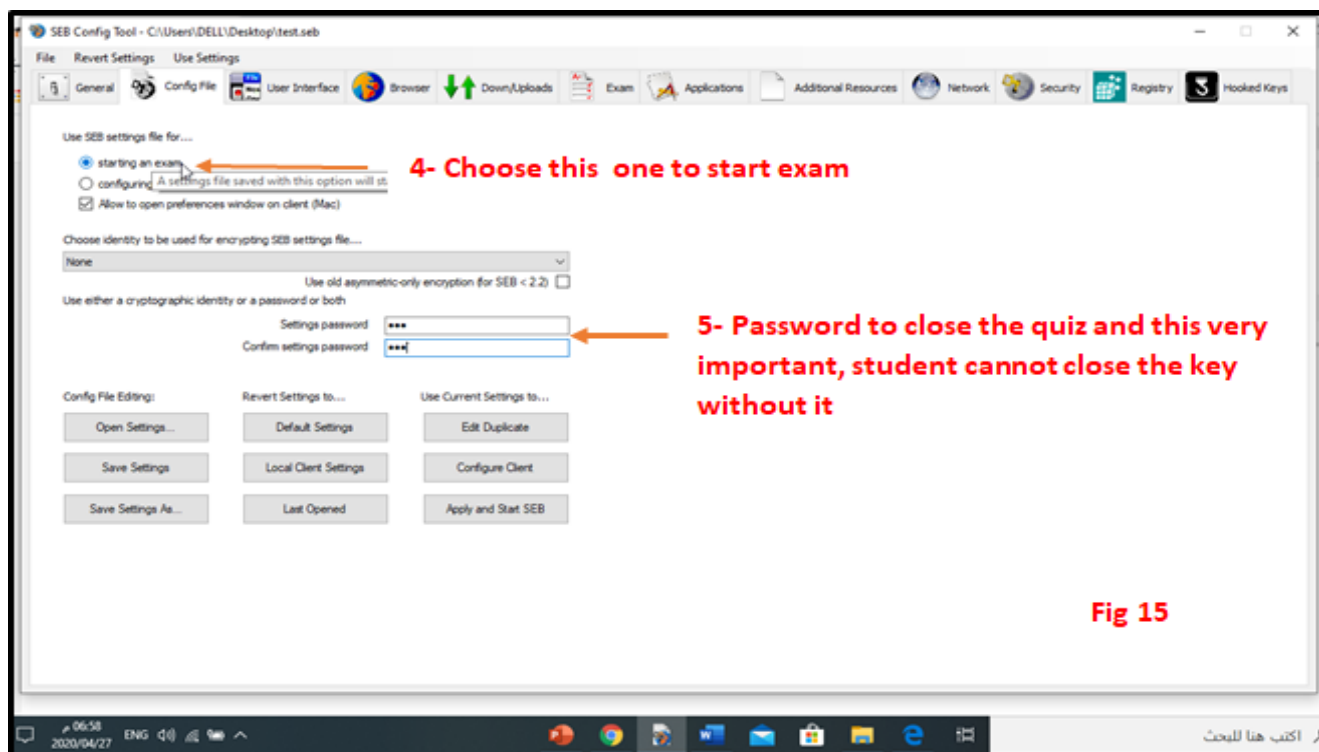 SEB Config Tool - C:\Users\DELL\Desktop\test.seb
File Revert Settings Use Settings
General Config File User Interface Browser Down/Uploads Exam Applications Additional Resources Network Security Registry Hooked Keys
Use SEB settings file for....
starting an exam
4- Choose this one to start exam
configuring
A settings file saved with this option will st
Allow to open preferences window on client (Mac)
Choose identity to be used for encrypting SEB settings file....
None
Use old asymmetric-only encryption (for SEB < 2.2)
Use either a cryptographic identity or a password or both
Settings password •••
Confirm settings password •••
5- Password to close the quiz and this very
important, student cannot close the key
without it
Config File Editing: Revert Settings to... Use Current Settings to...
Open Settings... Default Settings Edit Duplicate
Save Settings Local Client Settings Configure Client
Save Settings As... Last Opened Apply and Start SEB
Fig 15
06:58 م
2020/04/27
ENG
اكتب هنا للبحث